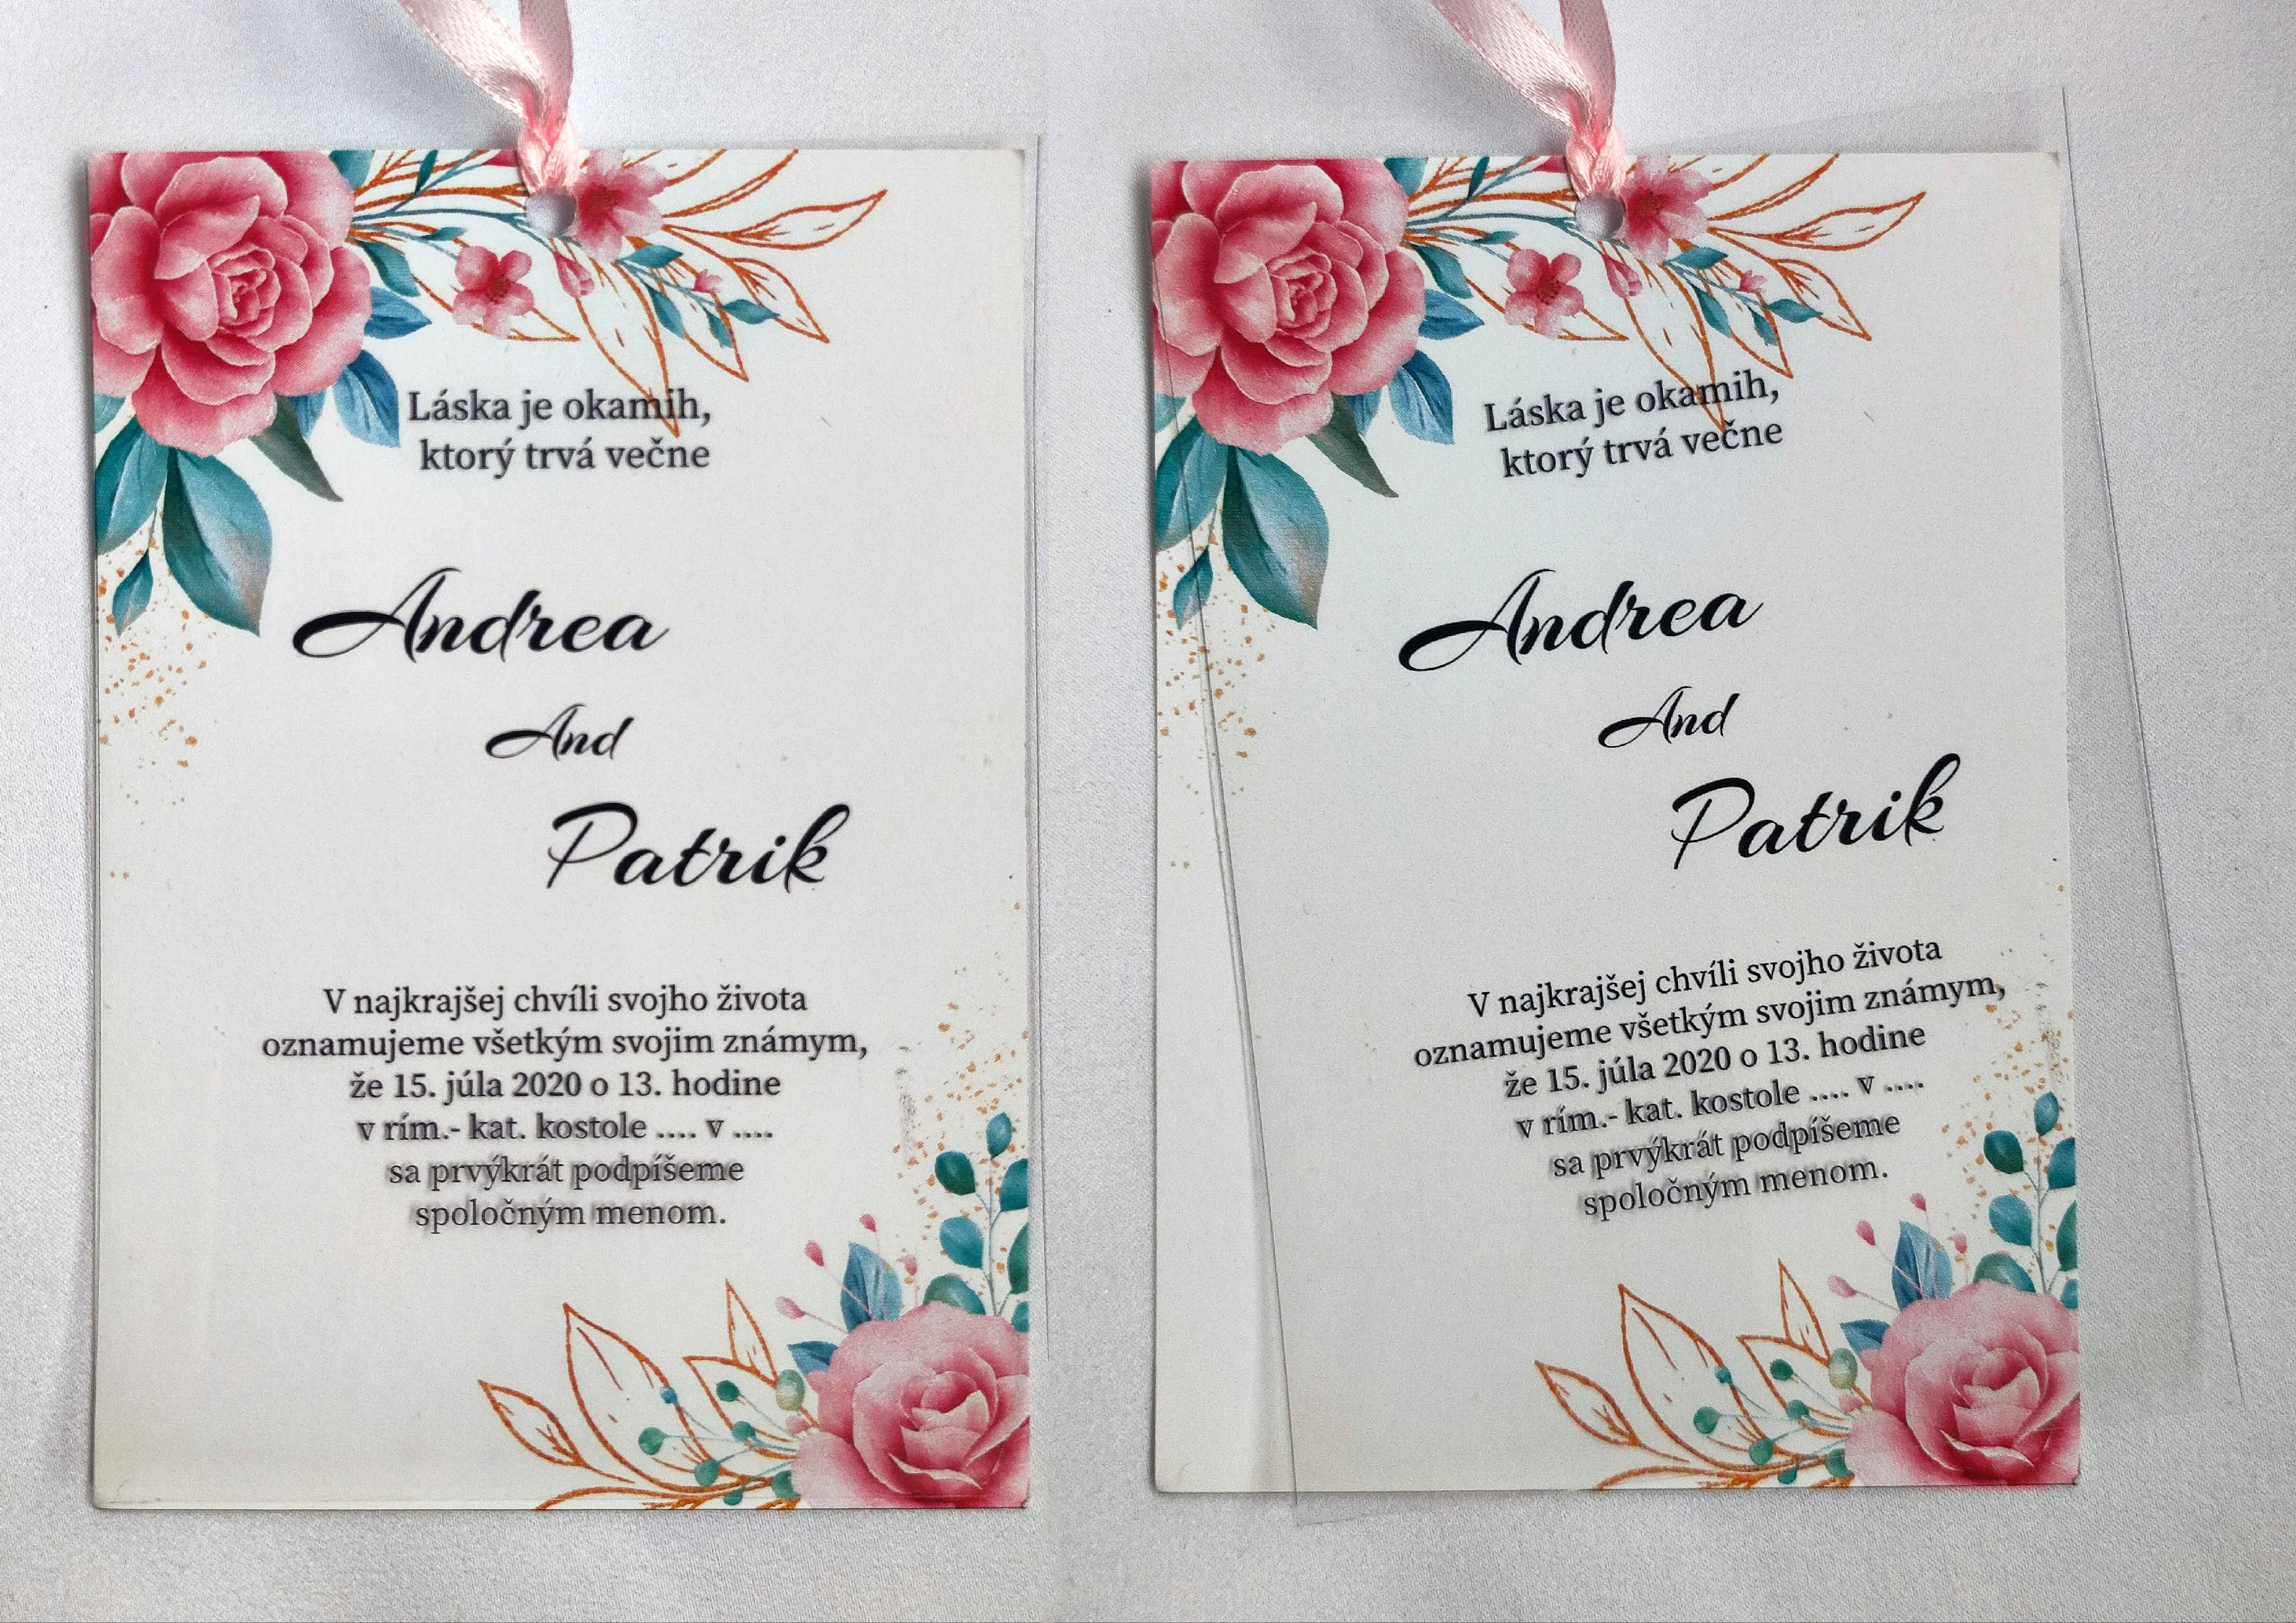 Láska je okamih,
ktorý trvá večne
Andrea
And
Patrik
V najkrajšej chvíli svojho života
oznamujeme všetkým svojim známym,
že 15. júla 2020 o 13. hodine
v rím.- kat. kostole .... v ....
sa prvýkrát podpíšeme
spoločným menom.
Láska je okamih,
ktorý trvá večne
Andrea
And
Patrik
V najkrajšej chvíli svojho života
oznamujeme všetkým svojim známym,
že 15. júla 2020 o 13. hodine
v rím.- kat. kostole .... v ....
sa prvýkrát podpíšeme
spoločným menom.